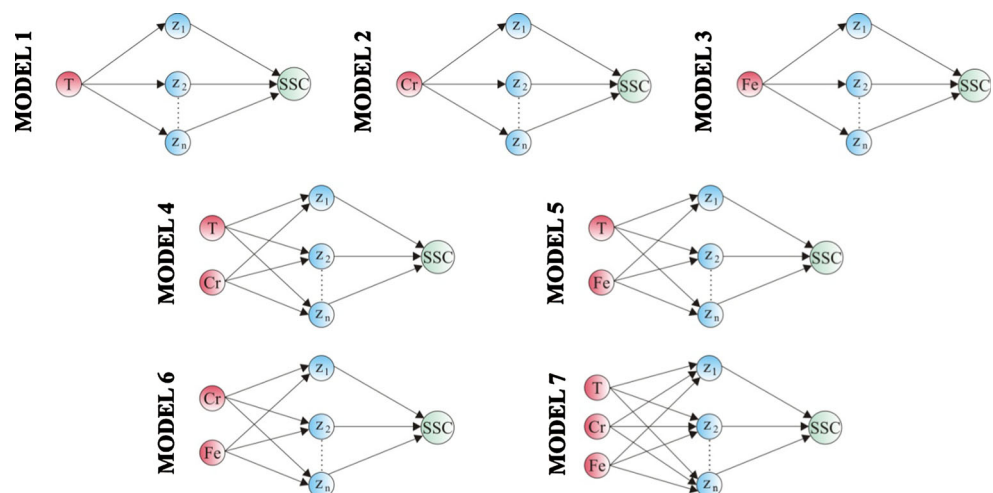 MODEL 1
T
z1
z2
zn
SSC
MODEL 2
Cr
z1
z2
zn
SSC
MODEL 3
Fe
z1
z2
zn
SSC
MODEL 4
T
Cr
z1
z2
zn
SSC
MODEL 5
T
Fe
z1
z2
zn
SSC
MODEL 6
Cr
Fe
z1
z2
zn
SSC
MODEL 7
T
Cr
Fe
z1
z2
zn
SSC